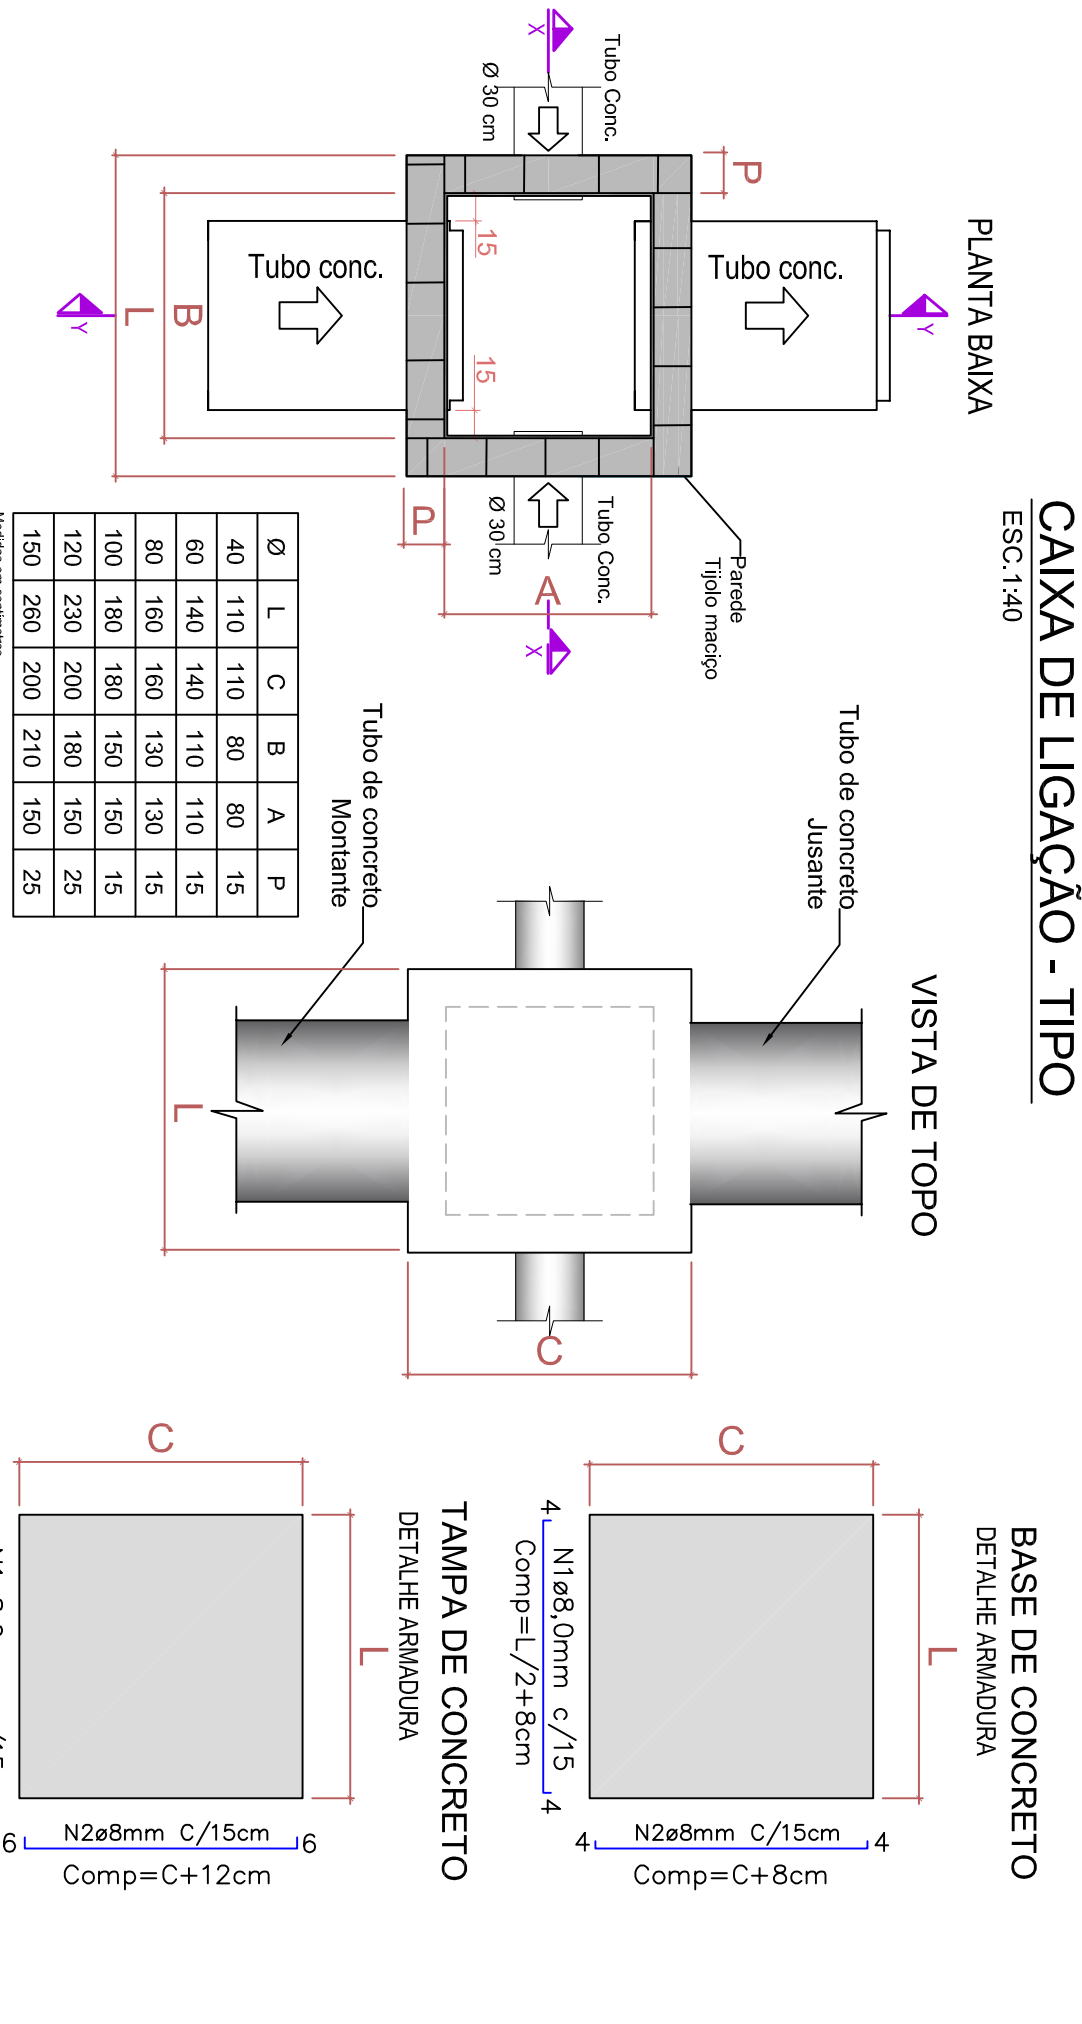 CAIXA DE LIGAÇÃO - TIPO
ESC.1:40
PLANTA BAIXA
X
Tubo Conc.
Ø 30 cm
P
Tubo conc.
Y
15
15
Tubo conc.
B
L
Y
P
Ø 30 cm
Tubo Conc.
A
X
Parede
Tijolo maciço
Ø L C B A P
40 110 110 80 80 15
60 140 140 110 110 15
80 160 160 130 130 15
100 180 180 150 150 15
120 230 200 180 150 25
150 260 200 210 150 25
VISTA DE TOPO
Tubo de concreto
Jusante
Tubo de concreto
Montante
L
C
BASE DE CONCRETO
DETALHE ARMADURA
L
C
4 N1ø8,0mm c/15 4
Comp=L/2+8cm
4 N2ø8mm C/15cm 4
Comp=C+8cm
TAMPA DE CONCRETO
DETALHE ARMADURA
L
C
6 N2ø8mm C/15cm 6
Comp=C+12cm